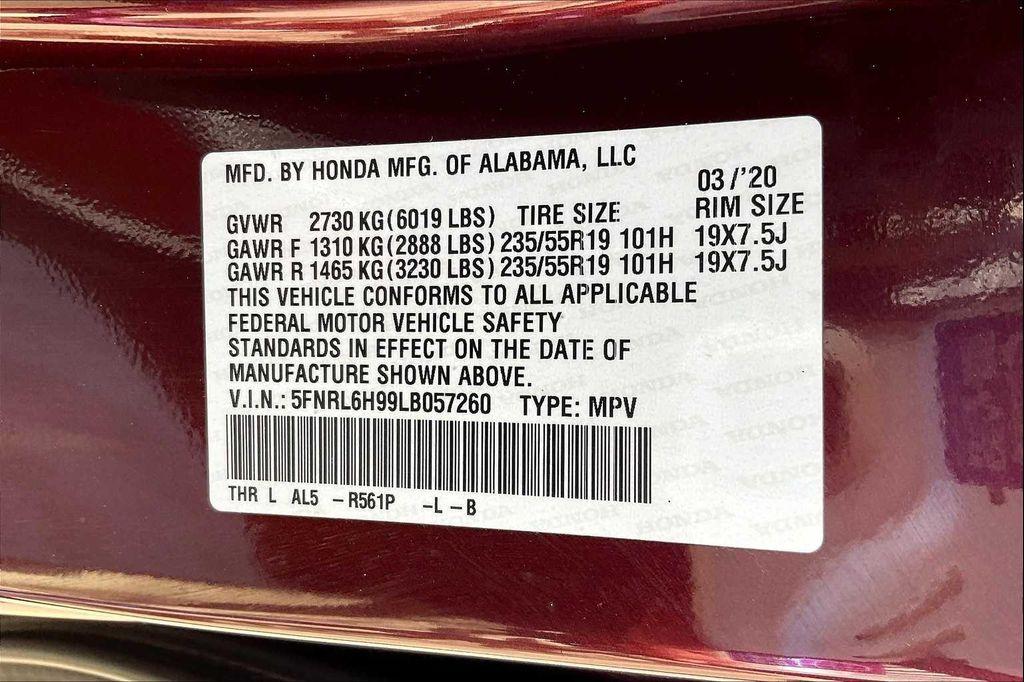 MFD. BY HONDA MFG. OF ALABAMA, LLC
03/'20
GVWR 2730 KG(6019 LBS) TIRE SIZE RIM SIZE
GAWR F 1310 KG(2888 LBS) 235/55R19 101H 19X7.5J
GAWR R 1465 KG(3230 LBS) 235/55R19 101H 19X7.5J
THIS VEHICLE CONFORMS TO ALL APPLICABLE
FEDERAL MOTOR VEHICLE SAFETY
STANDARDS IN EFFECT ON THE DATE OF
MANUFACTURE SHOWN ABOVE.
V.I.N.: 5FNRL6H99LB057260 TYPE: MPV
THR L AL5 -R561P -L-B